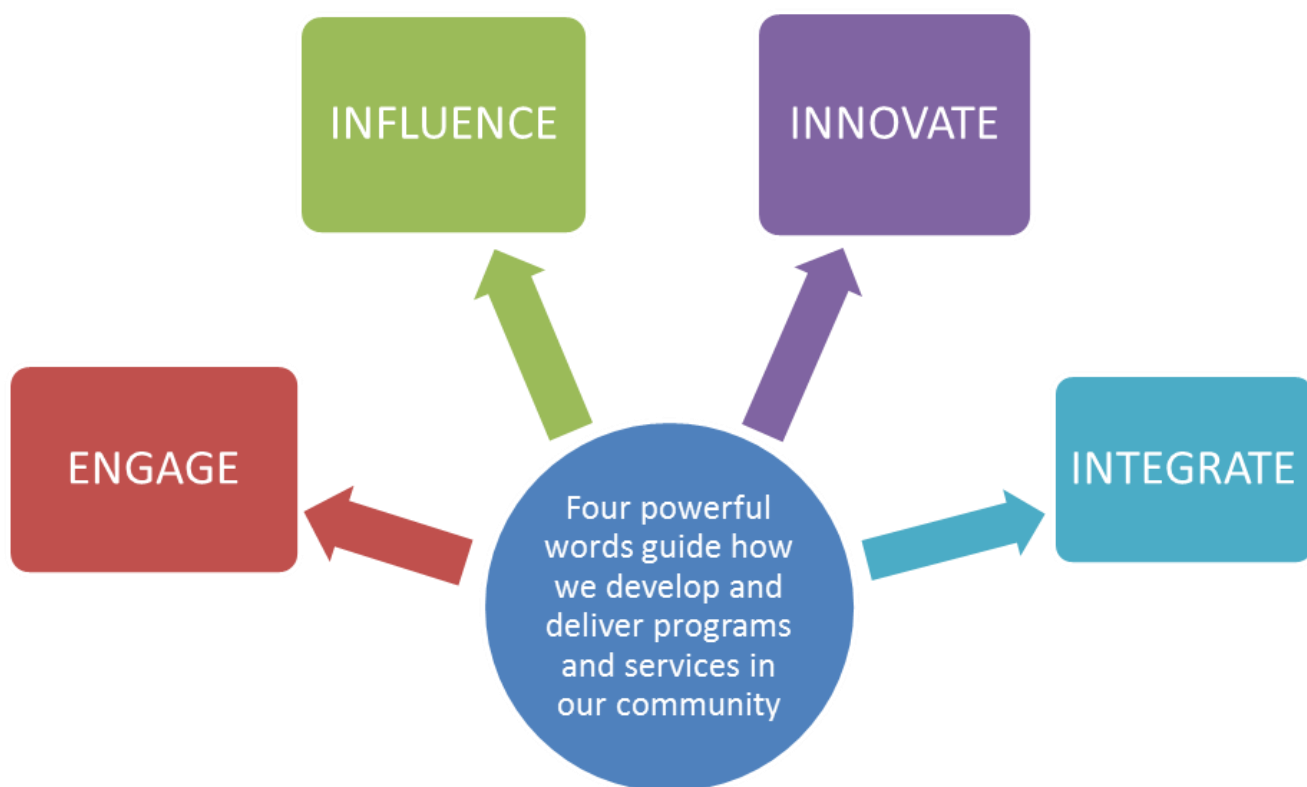 INFLUENCE
INNOVATE
ENGAGE
INTEGRATE
Four powerful
words guide how
we develop and
deliver programs
and services in
our community